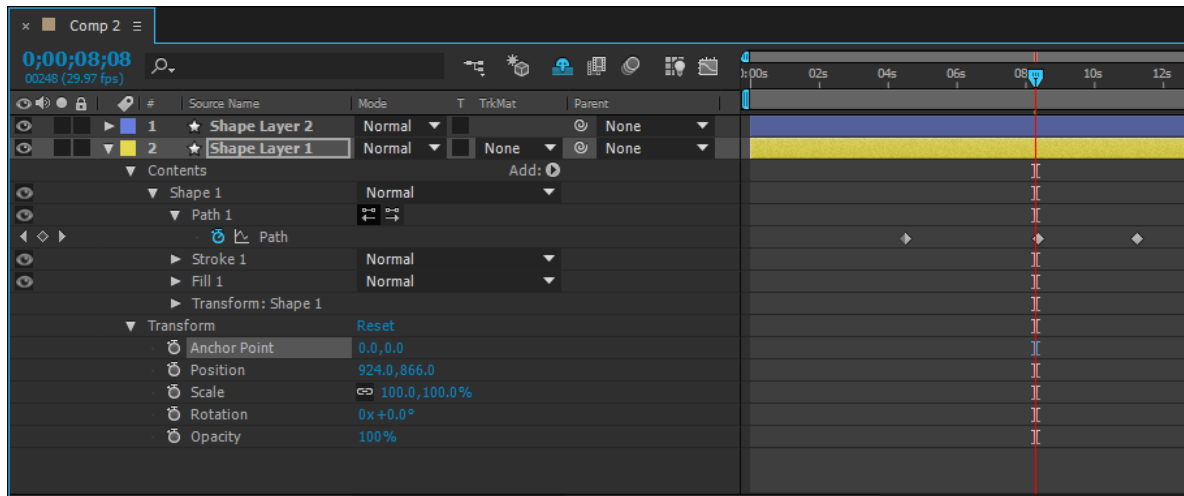 × Comp 2 ≡
0;00;08;08
00248 (29.97 fps)
):00s 02s 04s 06s 08 10s 12s
# Source Name Mode T TrkMat Parent
1 Shape Layer 2 Normal None
2 Shape Layer 1 Normal None None
Contents Add:
Shape 1 Normal
Path 1
Path
Stroke 1 Normal
Fill 1 Normal
Transform: Shape 1
Transform Reset
Anchor Point 0.0,0.0
Position 924.0,866.0
Scale 100.0,100.0%
Rotation 0x+0.0°
Opacity 100%